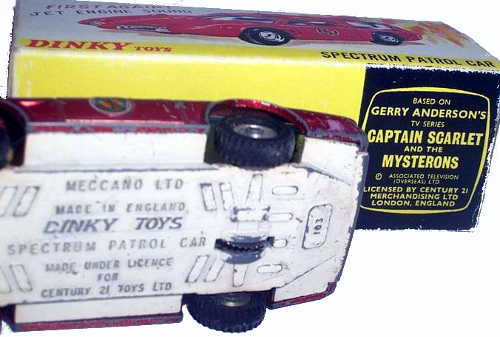 FIRST AGAIN
JET ENGINE SOUND
DINKY TOYS
SPECTRUM PATROL CAR
BASED ON
GERRY ANDERSON'S
TV SERIES
CAPTAIN SCARLET
AND THE
MYSTERONS
© ASSOCIATED TELEVISION
(OVERSEAS) LTD
LICENSED BY CENTURY 21
MERCHANDISING LTD
LONDON, ENGLAND
MECCANO LTD
MADE IN ENGLAND
DINKY TOYS
SPECTRUM PATROL CAR
MADE UNDER LICENCE
FOR
CENTURY 21 TOYS LTD
103